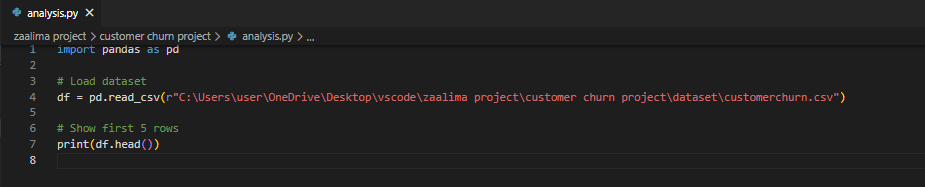 analysis.py
zaalima project > customer churn project > analysis.py > ...
1 import pandas as pd
2
3 # Load dataset
4 df = pd.read_csv(r"C:\Users\user\OneDrive\Desktop\vscode\zaalima project\customer churn project\dataset\customerchurn.csv")
5
6 # Show first 5 rows
7 print(df.head())
8